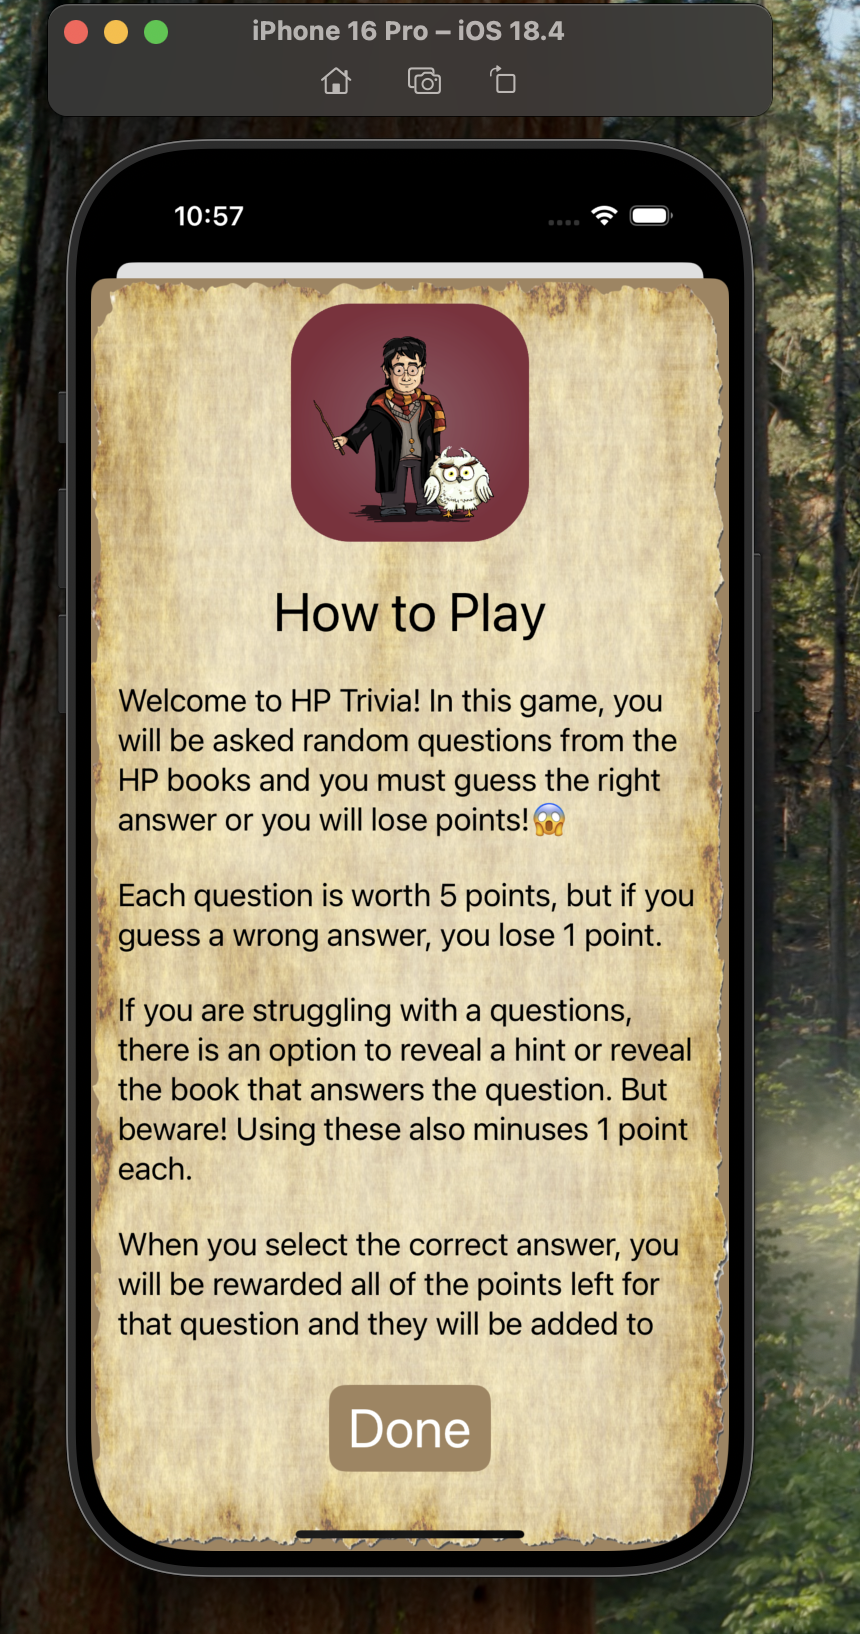 iPhone 16 Pro – iOS 18.4
10:57
How to Play
Welcome to HP Trivia! In this game, you
will be asked random questions from the
HP books and you must guess the right
answer or you will lose points!😱
Each question is worth 5 points, but if you
guess a wrong answer, you lose 1 point.
If you are struggling with a questions,
there is an option to reveal a hint or reveal
the book that answers the question. But
beware! Using these also minuses 1 point
each.
When you select the correct answer, you
will be rewarded all of the points left for
that question and they will be added to
Done